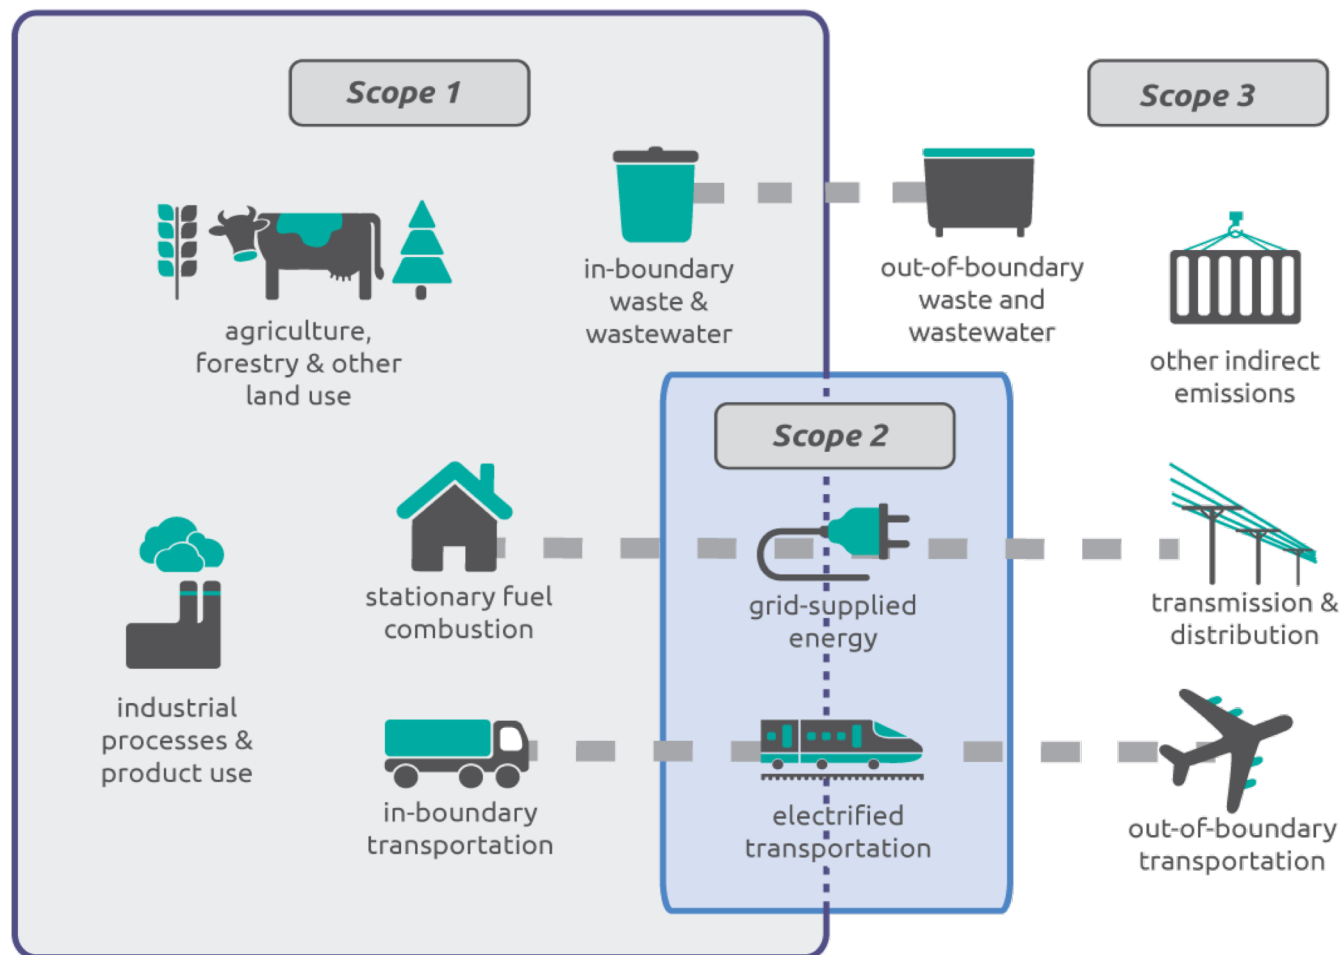 Scope 1
Scope 3
in-boundary
waste &
wastewater
out-of-boundary
waste and
wastewater
agriculture,
forestry & other
land use
other indirect
emissions
Scope 2
stationary fuel
combustion
grid-supplied
energy
transmission &
distribution
industrial
processes &
product use
in-boundary
transportation
electrified
transportation
out-of-boundary
transportation